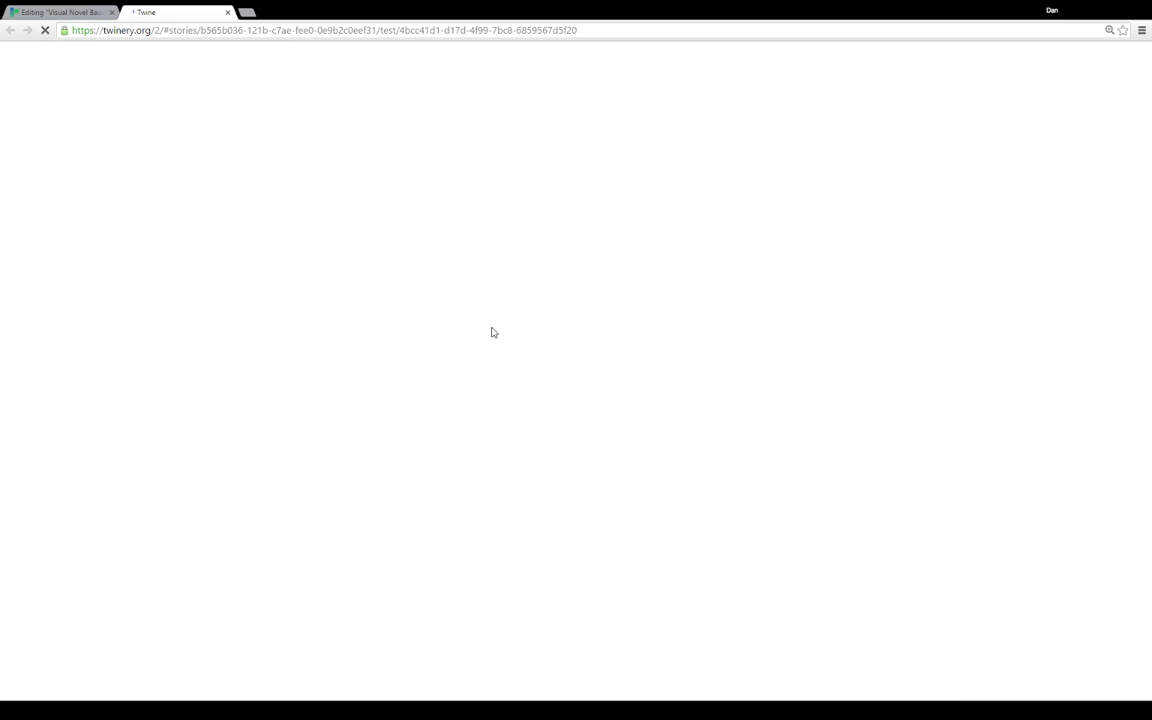 Editing "Visual Novel Bas
Twine
Dan
https://twinery.org/2/#stories/b565b036-121b-c7ae-fee0-0e9b2c0eef31/test/4bcc41d1-d17d-4f99-7bc8-6859567d5f20